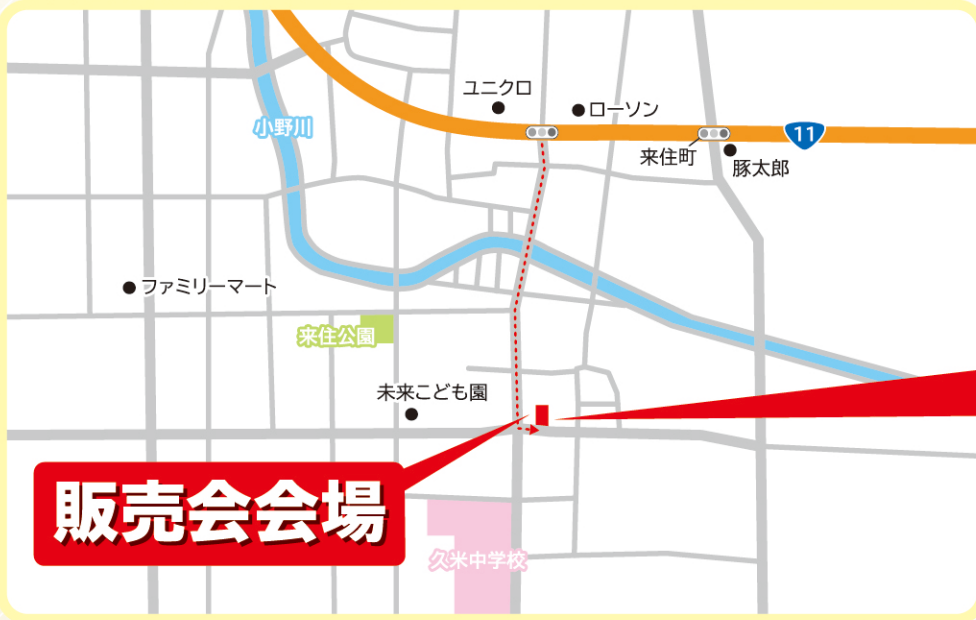 ユニクロ
ローソン
小野川
11
来住町
豚太郎
ファミリーマート
来住公園
未来こども園
販売会会場
久米中学校